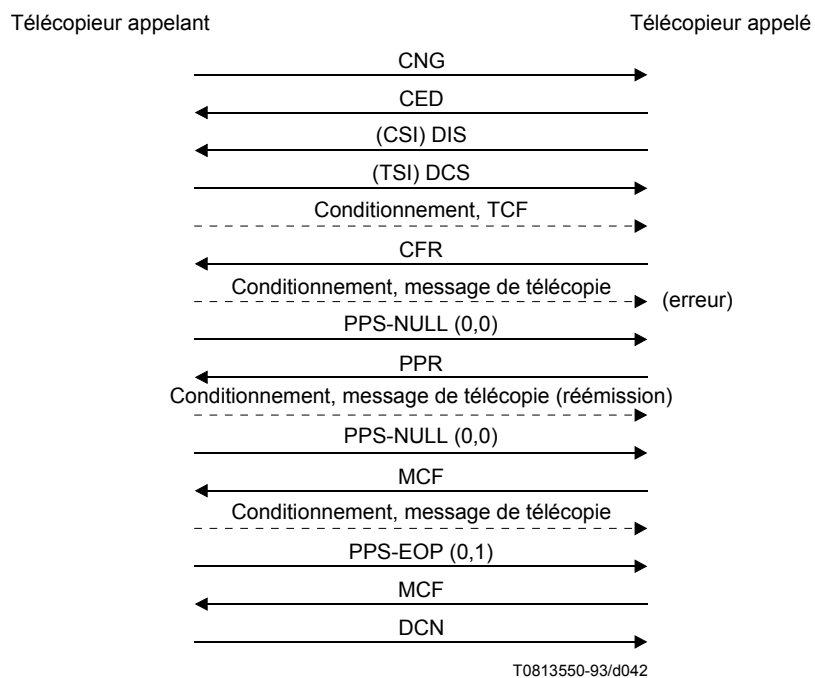 Télécopieur appelant Télécopieur appelé
CNG
CED
(CSI) DIS
(TSI) DCS
Conditionnement, TCF
CFR
Conditionnement, message de télécopie (erreur)
PPS-NULL (0,0)
PPR
Conditionnement, message de télécopie (réémission)
PPS-NULL (0,0)
MCF
Conditionnement, message de télécopie
PPS-EOP (0,1)
MCF
DCN
T0813550-93/d042